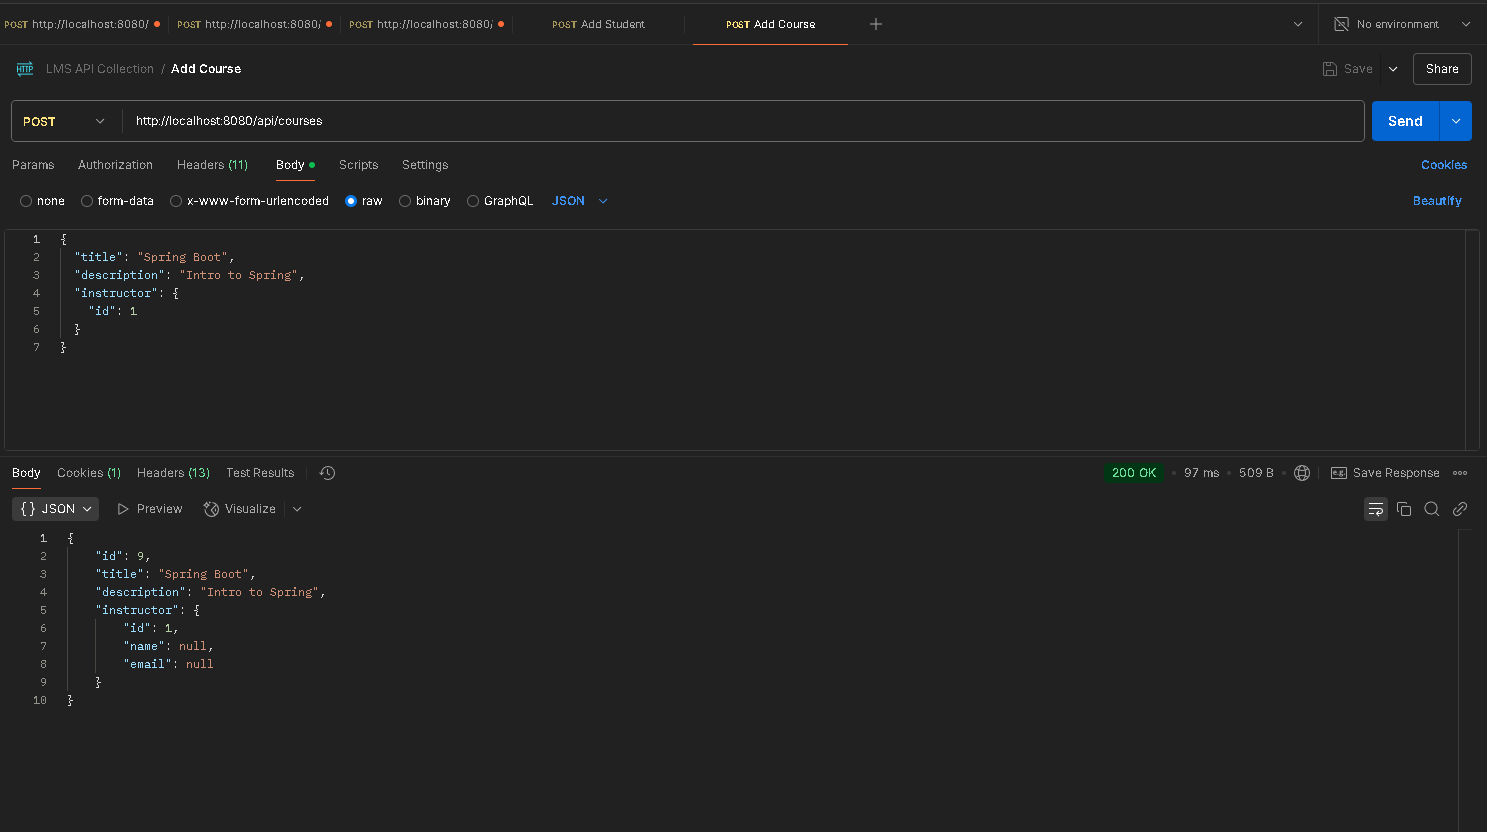 POST http://localhost:8080/ POST http://localhost:8080/ POST http://localhost:8080/ POST Add Student POST Add Course No environment
HTTP LMS API Collection / Add Course Save Share
POST http://localhost:8080/api/courses Send
Params Authorization Headers (11) Body Scripts Settings Cookies
none form-data x-www-form-urlencoded raw binary GraphQL JSON Beautify
1 {
2 "title": "Spring Boot",
3 "description": "Intro to Spring",
4 "instructor": {
5 "id": 1
6 }
7 }
Body Cookies (1) Headers (13) Test Results 200 OK • 97 ms • 509 B • e.g. Save Response
{} JSON Preview Visualize
1 {
2 "id": 9,
3 "title": "Spring Boot",
4 "description": "Intro to Spring",
5 "instructor": {
6 "id": 1,
7 "name": null,
8 "email": null
9 }
10 }